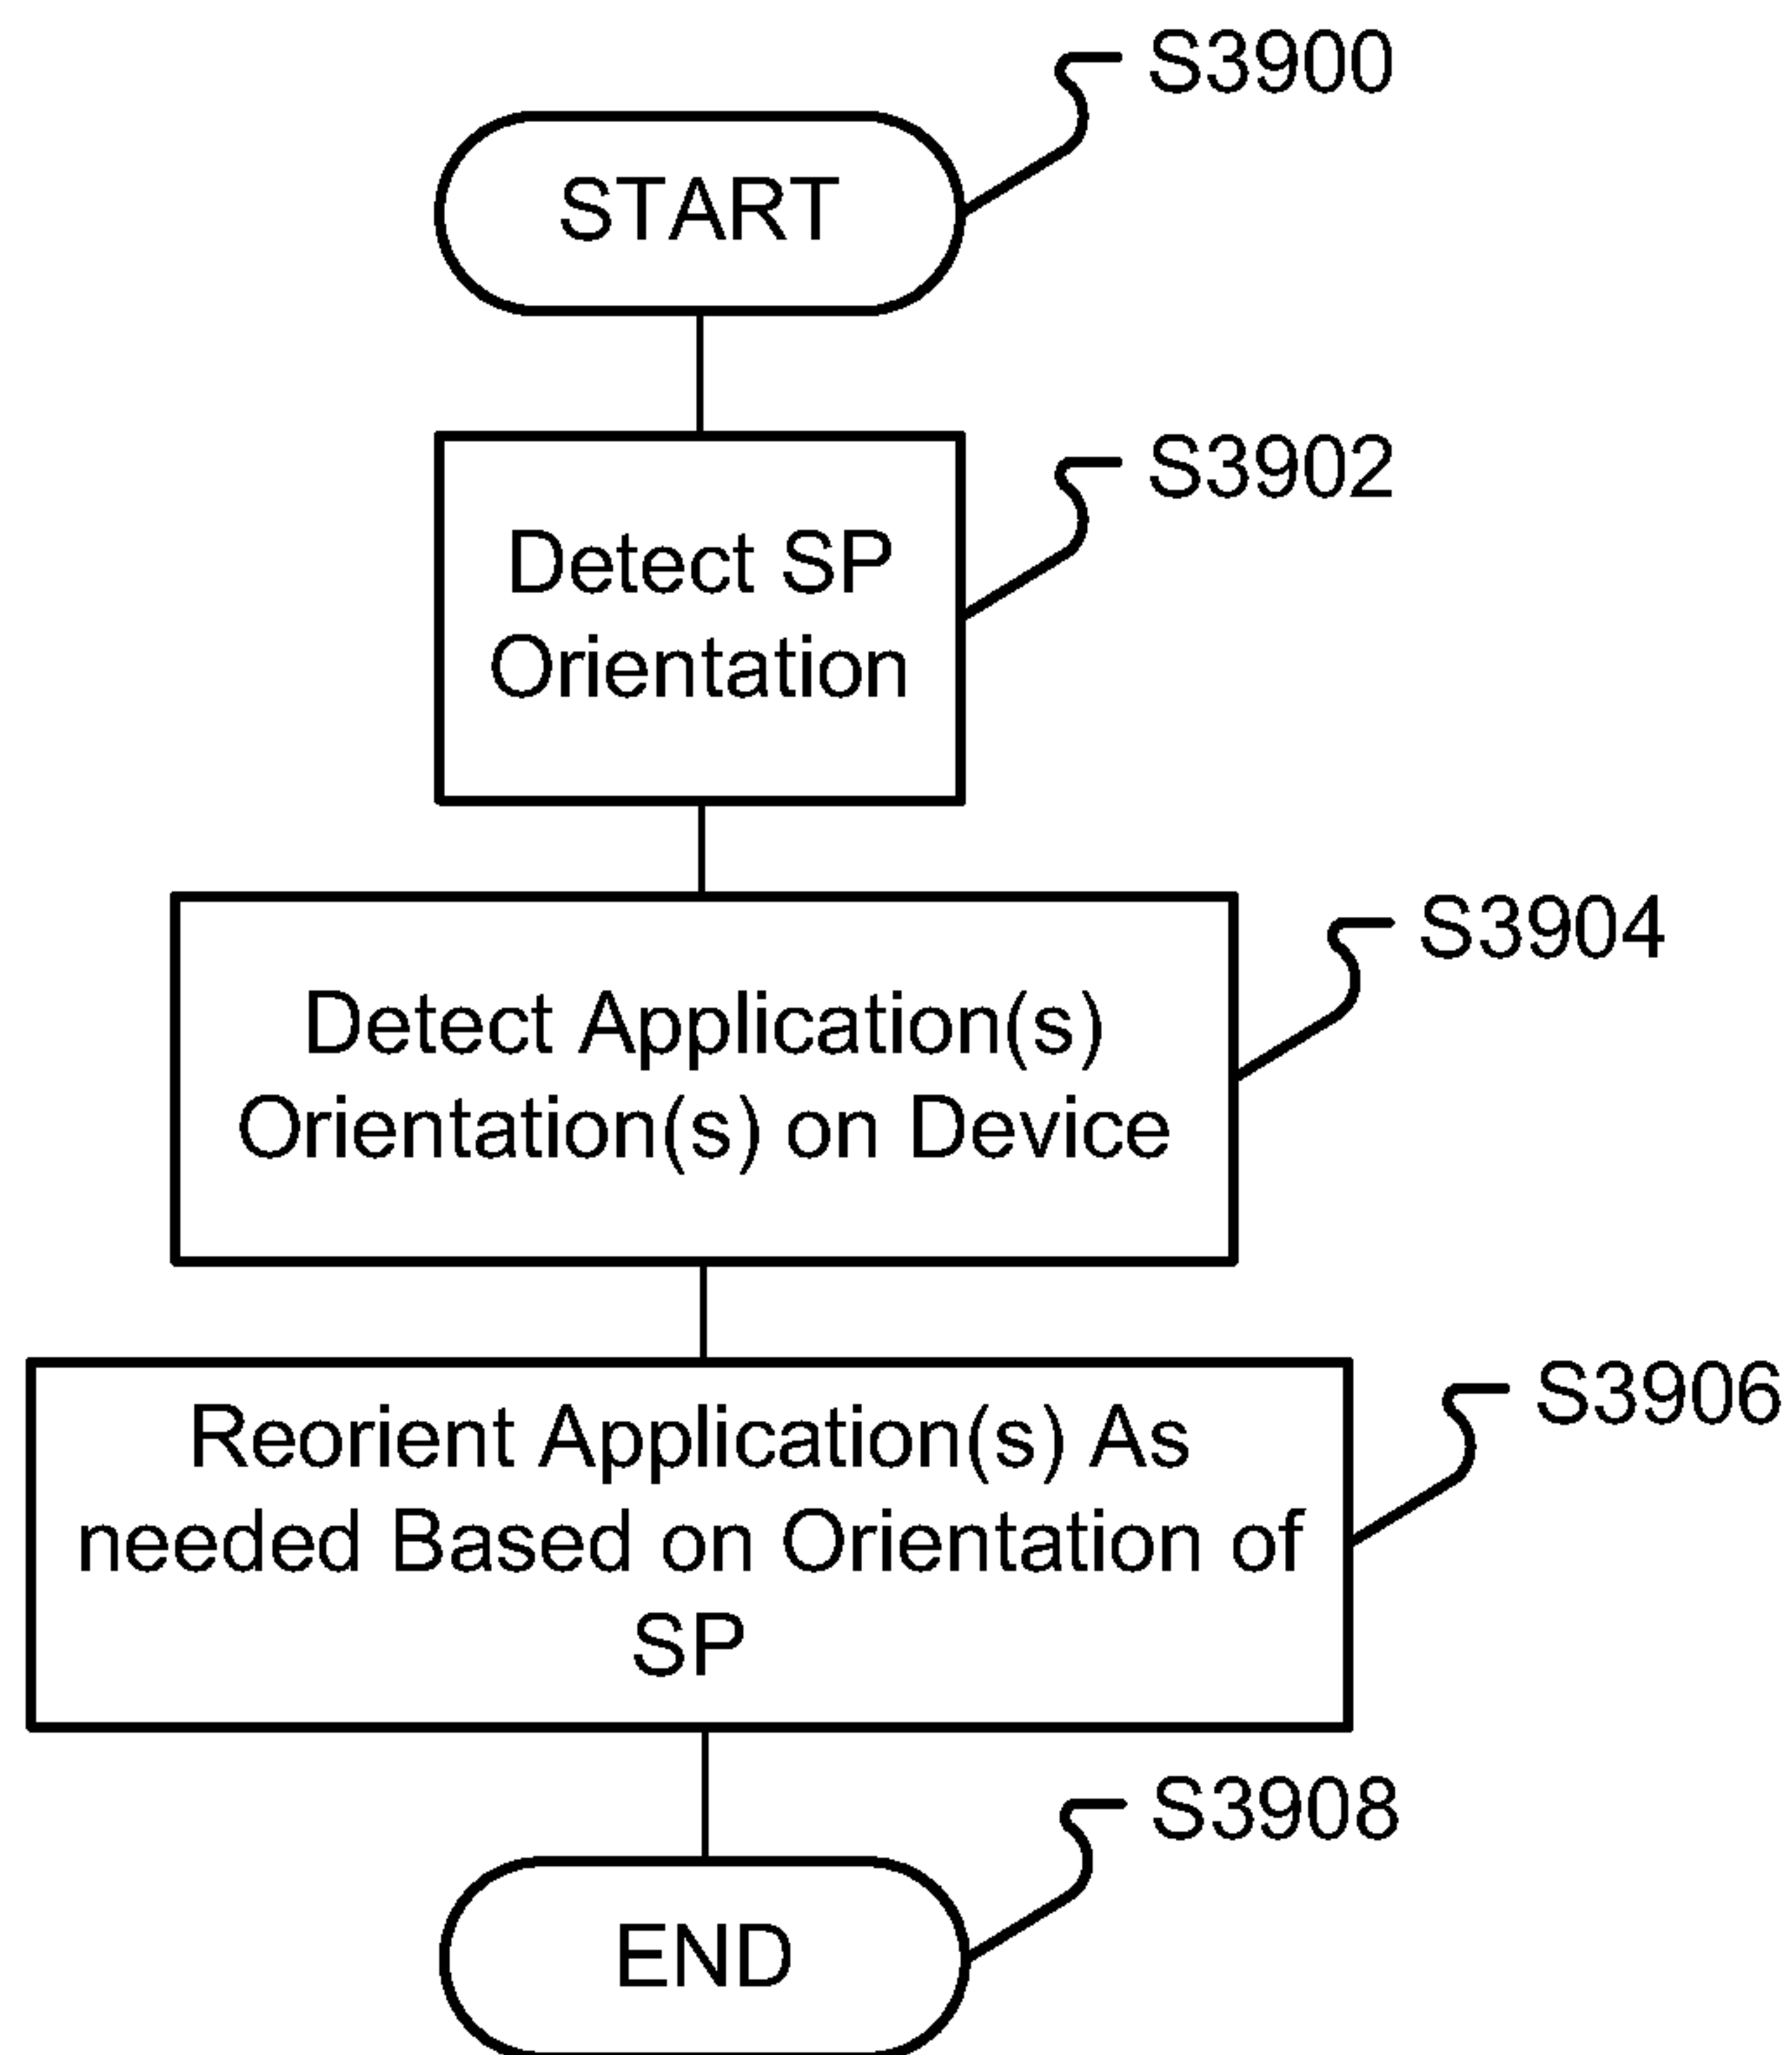 S3900
START
S3902
Detect SP
Orientation
S3904
Detect Application(s)
Orientation(s) on Device
S3906
Reorient Application(s) As
needed Based on Orientation of
SP
S3908
END